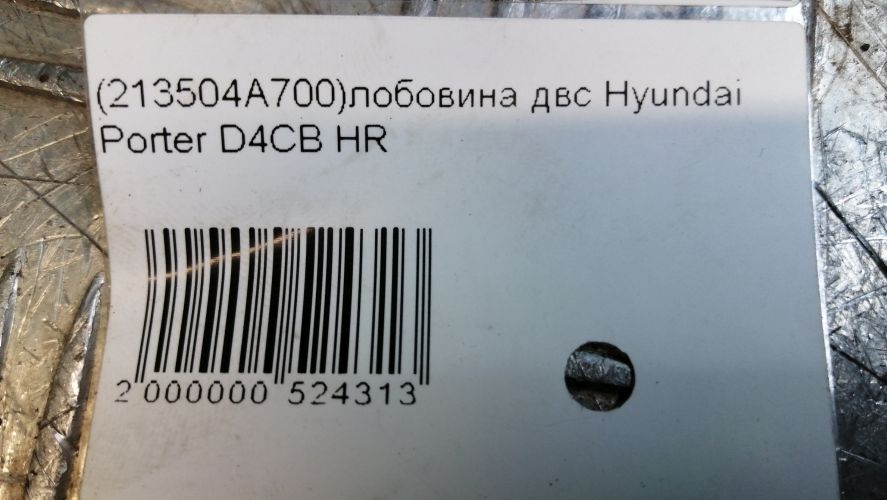 (213504A700)лобовина двс Hyundai
Porter D4CB HR
2 000000 524313